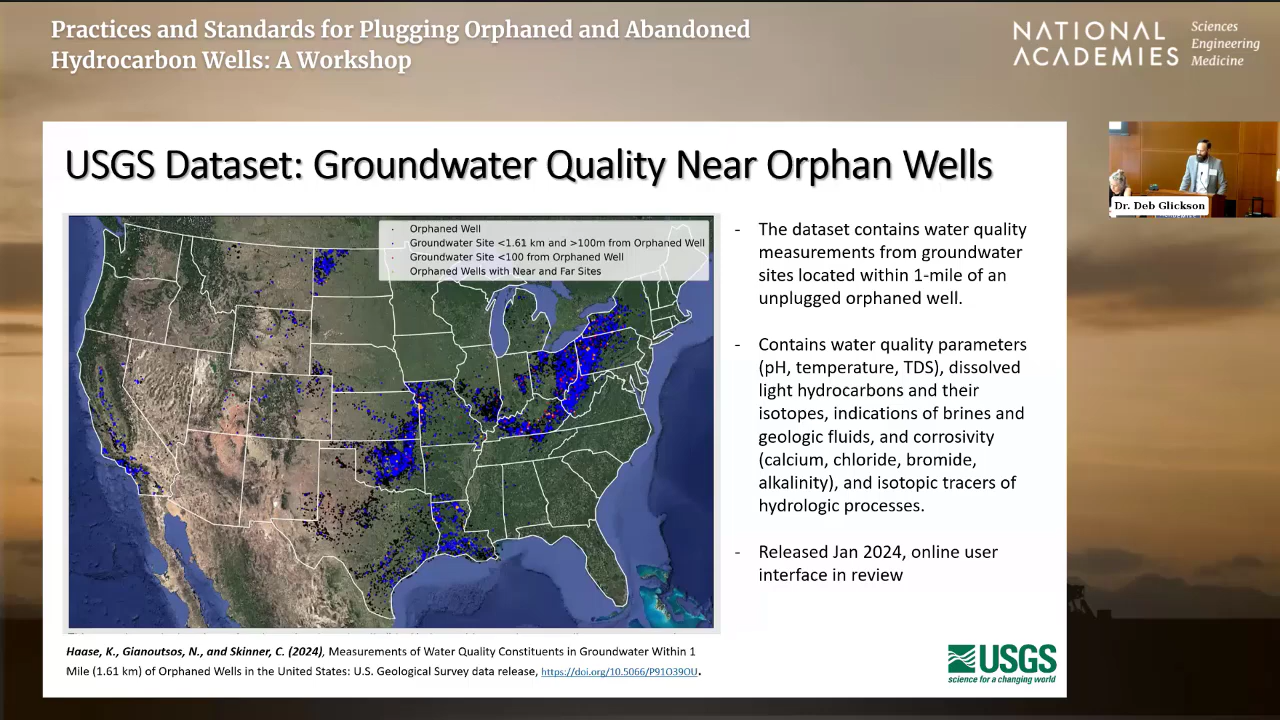 Practices and Standards for Plugging Orphaned and Abandoned
Hydrocarbon Wells: A Workshop
NATIONAL
ACADEMIES
Sciences
Engineering
Medicine
USGS Dataset: Groundwater Quality Near Orphan Wells
Orphaned Well
Groundwater Site <1.61 km and >100m from Orphaned Well
Groundwater Site <100 from Orphaned Well
Orphaned Wells with Near and Far Sites
- The dataset contains water quality
measurements from groundwater
sites located within 1-mile of an
unplugged orphaned well.
- Contains water quality parameters
(pH, temperature, TDS), dissolved
light hydrocarbons and their
isotopes, indications of brines and
geologic fluids, and corrosivity
(calcium, chloride, bromide,
alkalinity), and isotopic tracers of
hydrologic processes.
- Released Jan 2024, online user
interface in review
Haase, K., Gianoutsos, N., and Skinner, C. (2024), Measurements of Water Quality Constituents in Groundwater Within 1
Mile (1.61 km) of Orphaned Wells in the United States: U.S. Geological Survey data release, https://doi.org/10.5066/P91O39OU.
USGS
science for a changing world
Dr. Deb Glickson